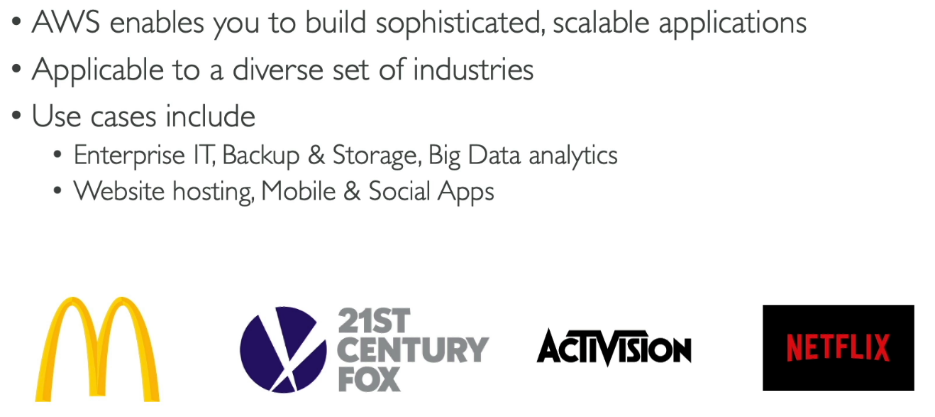 • AWS enables you to build sophisticated, scalable applications
• Applicable to a diverse set of industries
• Use cases include
• Enterprise IT, Backup & Storage, Big Data analytics
• Website hosting, Mobile & Social Apps
21ST
CENTURY
FOX
ACTIVISION
NETFLIX